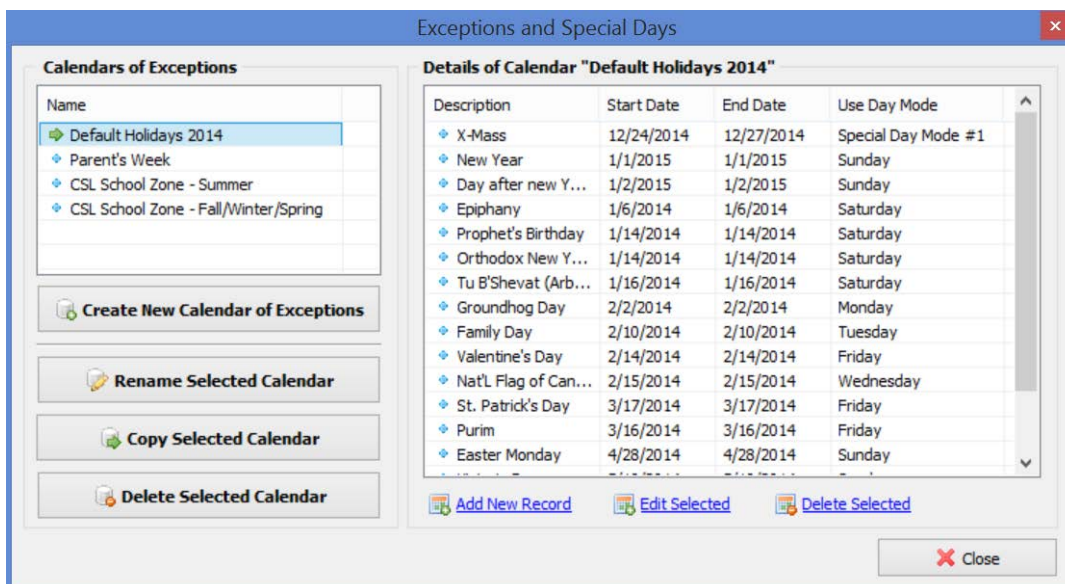 Exceptions and Special Days
Calendars of Exceptions
Name
Default Holidays 2014
Parent's Week
CSL School Zone - Summer
CSL School Zone - Fall/Winter/Spring
Create New Calendar of Exceptions
Rename Selected Calendar
Copy Selected Calendar
Delete Selected Calendar
Details of Calendar "Default Holidays 2014"
Description Start Date End Date Use Day Mode
X-Mass 12/24/2014 12/27/2014 Special Day Mode #1
New Year 1/1/2015 1/1/2015 Sunday
Day after new Y... 1/2/2015 1/2/2015 Sunday
Epiphany 1/6/2014 1/6/2014 Saturday
Prophet's Birthday 1/14/2014 1/14/2014 Saturday
Orthodox New Y... 1/14/2014 1/14/2014 Saturday
Tu B'Shevat (Arb... 1/16/2014 1/16/2014 Saturday
Groundhog Day 2/2/2014 2/2/2014 Monday
Family Day 2/10/2014 2/10/2014 Tuesday
Valentine's Day 2/14/2014 2/14/2014 Friday
Nat'L Flag of Can... 2/15/2014 2/15/2014 Wednesday
St. Patrick's Day 3/17/2014 3/17/2014 Friday
Purim 3/16/2014 3/16/2014 Friday
Easter Monday 4/28/2014 4/28/2014 Sunday
Add New Record Edit Selected Delete Selected
Close